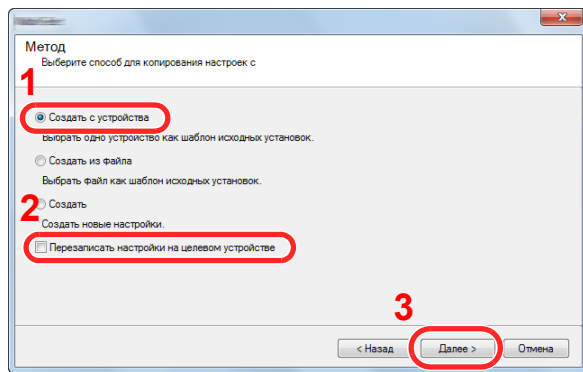 Метод
Выберите способ для копирования настроек с
1
Создать с устройства
Выбрать одно устройство как шаблон исходных установок.
Создать из файла
Выбрать файл как шаблон исходных установок.
2
Создать
Создать новые настройки.
Перезаписать настройки на целевом устройстве
3
< Назад Далее > Отмена